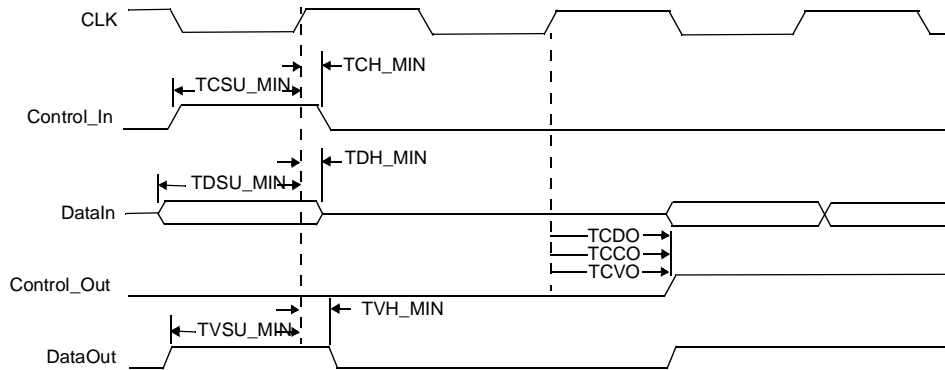 CLK
TCH_MIN
TCSU_MIN
Control_In
TDH_MIN
TDSU_MIN
DataIn
TCDO
TCCO
TCVO
Control_Out
TVH_MIN
TVSU_MIN
DataOut